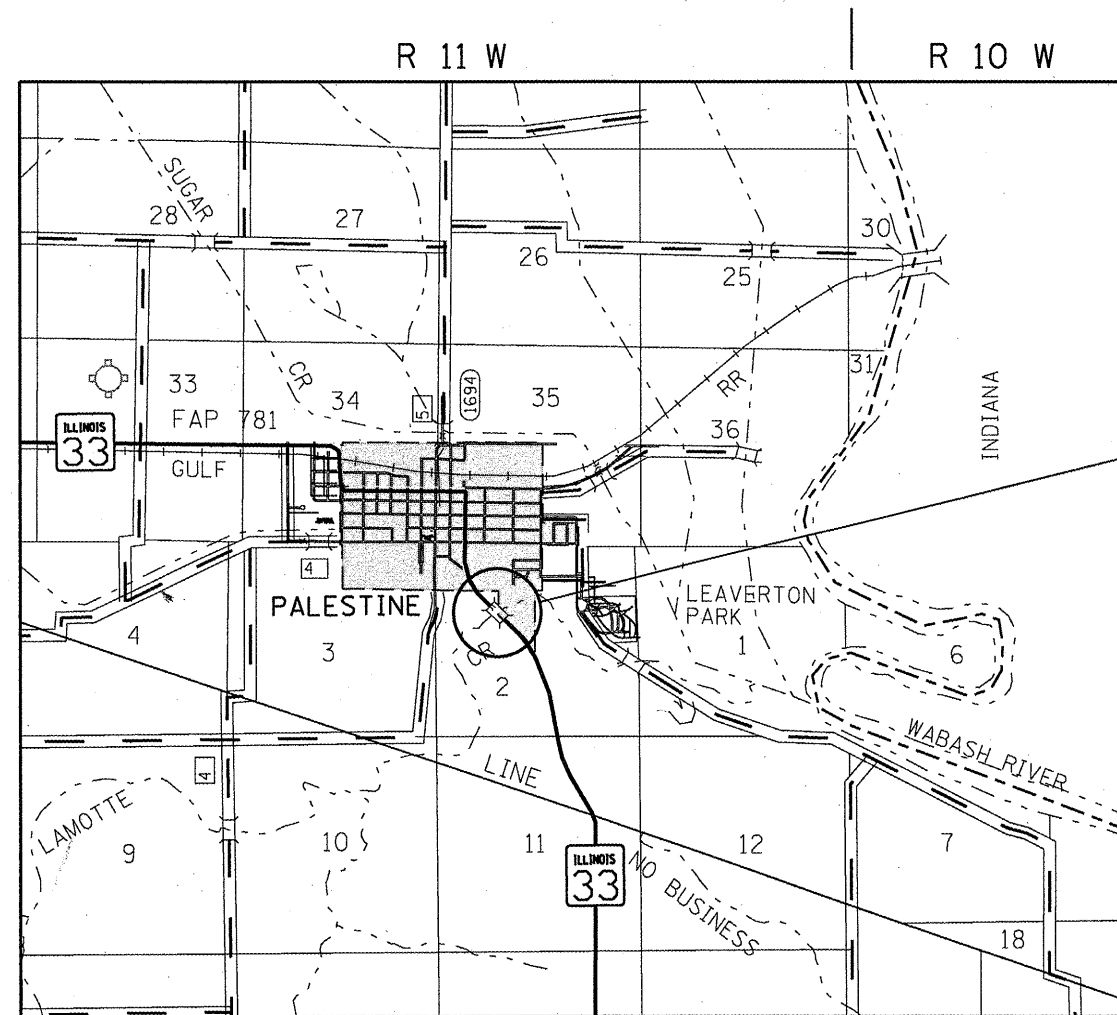 R 11 W
R 10 W
SUGAR
28
27
30
26
25
CR
33
34
5
1694
35
RR
31
INDIANA
FAP 781
ILLINOIS
33
36
GULF
4
PALESTINE
LEAVERTON
PARK
4
3
CR
2
1
6
WABASH RIVER
LINE
4
LAMOTTE
9
10
11
12
7
ILLINOIS
33
NO BUSINESS
18